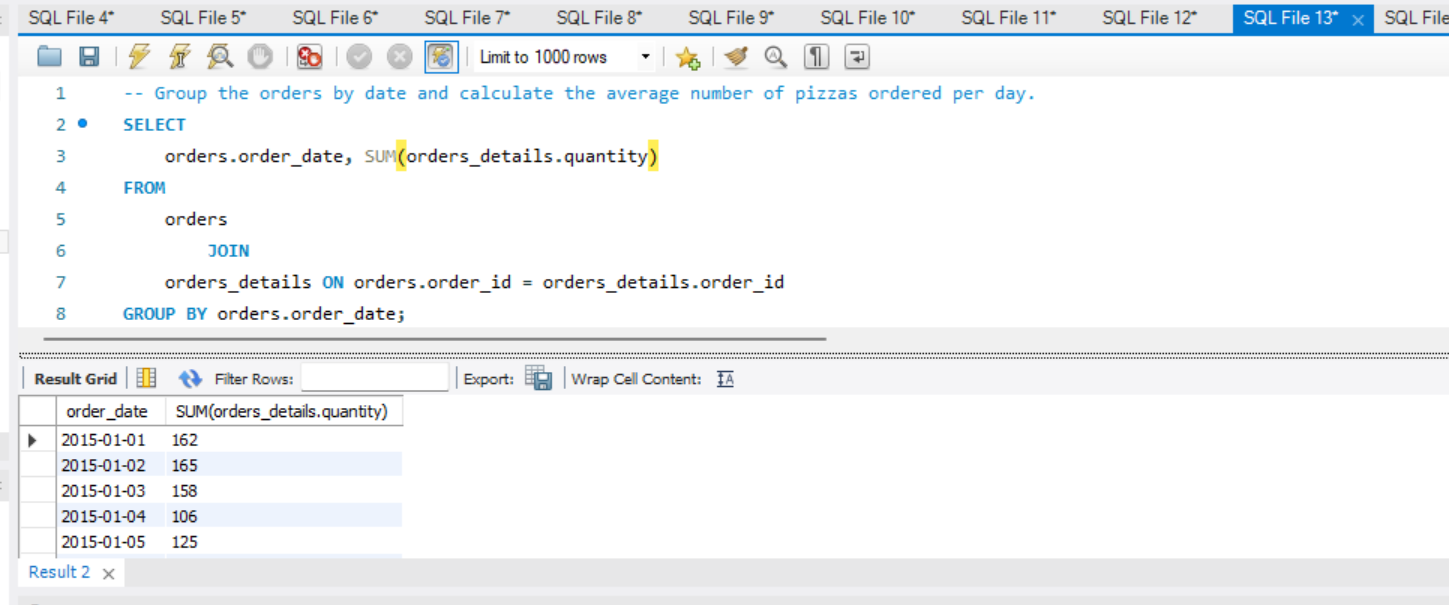 SQL File 4* SQL File 5* SQL File 6* SQL File 7* SQL File 8* SQL File 9* SQL File 10* SQL File 11* SQL File 12* SQL File 13* SQL File
Limit to 1000 rows
1 -- Group the orders by date and calculate the average number of pizzas ordered per day.
2 SELECT
3 orders.order_date, SUM(orders_details.quantity)
4 FROM
5 orders
6 JOIN
7 orders_details ON orders.order_id = orders_details.order_id
8 GROUP BY orders.order_date;
Result Grid Filter Rows: Export: Wrap Cell Content:
order_date SUM(orders_details.quantity)
2015-01-01 162
2015-01-02 165
2015-01-03 158
2015-01-04 106
2015-01-05 125
Result 2